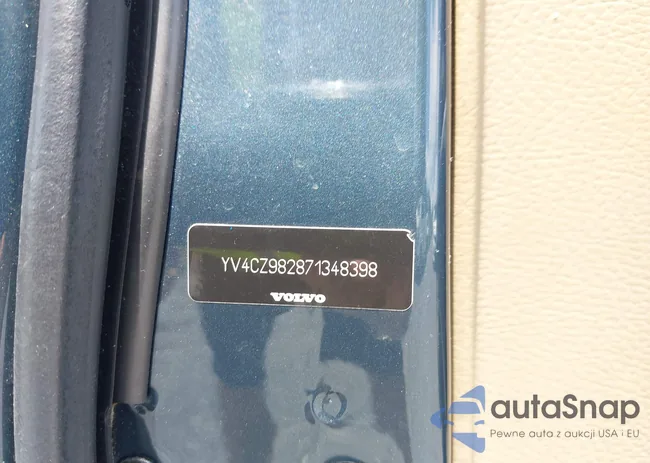 YV4CZ982871348398
VOLVO
autaSnap
Pewne auta z aukcji USA i EU